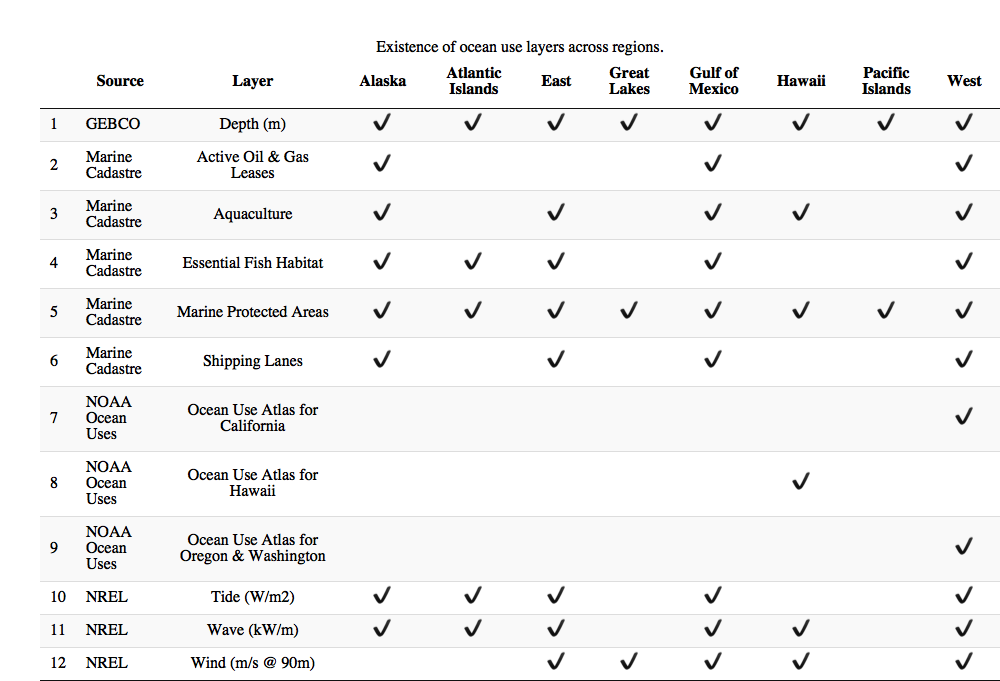 Existence of ocean use layers across regions.
Source Layer Alaska Atlantic Islands East Great Lakes Gulf of Mexico Hawaii Pacific Islands West
1 GEBCO Depth (m) ✓ ✓ ✓ ✓ ✓ ✓ ✓ ✓
2 Marine Cadastre Active Oil & Gas Leases ✓ ✓ ✓
3 Marine Cadastre Aquaculture ✓ ✓ ✓ ✓ ✓
4 Marine Cadastre Essential Fish Habitat ✓ ✓ ✓ ✓ ✓
5 Marine Cadastre Marine Protected Areas ✓ ✓ ✓ ✓ ✓ ✓ ✓ ✓
6 Marine Cadastre Shipping Lanes ✓ ✓ ✓ ✓
7 NOAA Ocean Uses Ocean Use Atlas for California ✓
8 NOAA Ocean Uses Ocean Use Atlas for Hawaii ✓
9 NOAA Ocean Uses Ocean Use Atlas for Oregon & Washington ✓
10 NREL Tide (W/m2) ✓ ✓ ✓ ✓ ✓
11 NREL Wave (kW/m) ✓ ✓ ✓ ✓ ✓ ✓
12 NREL Wind (m/s @ 90m) ✓ ✓ ✓ ✓ ✓